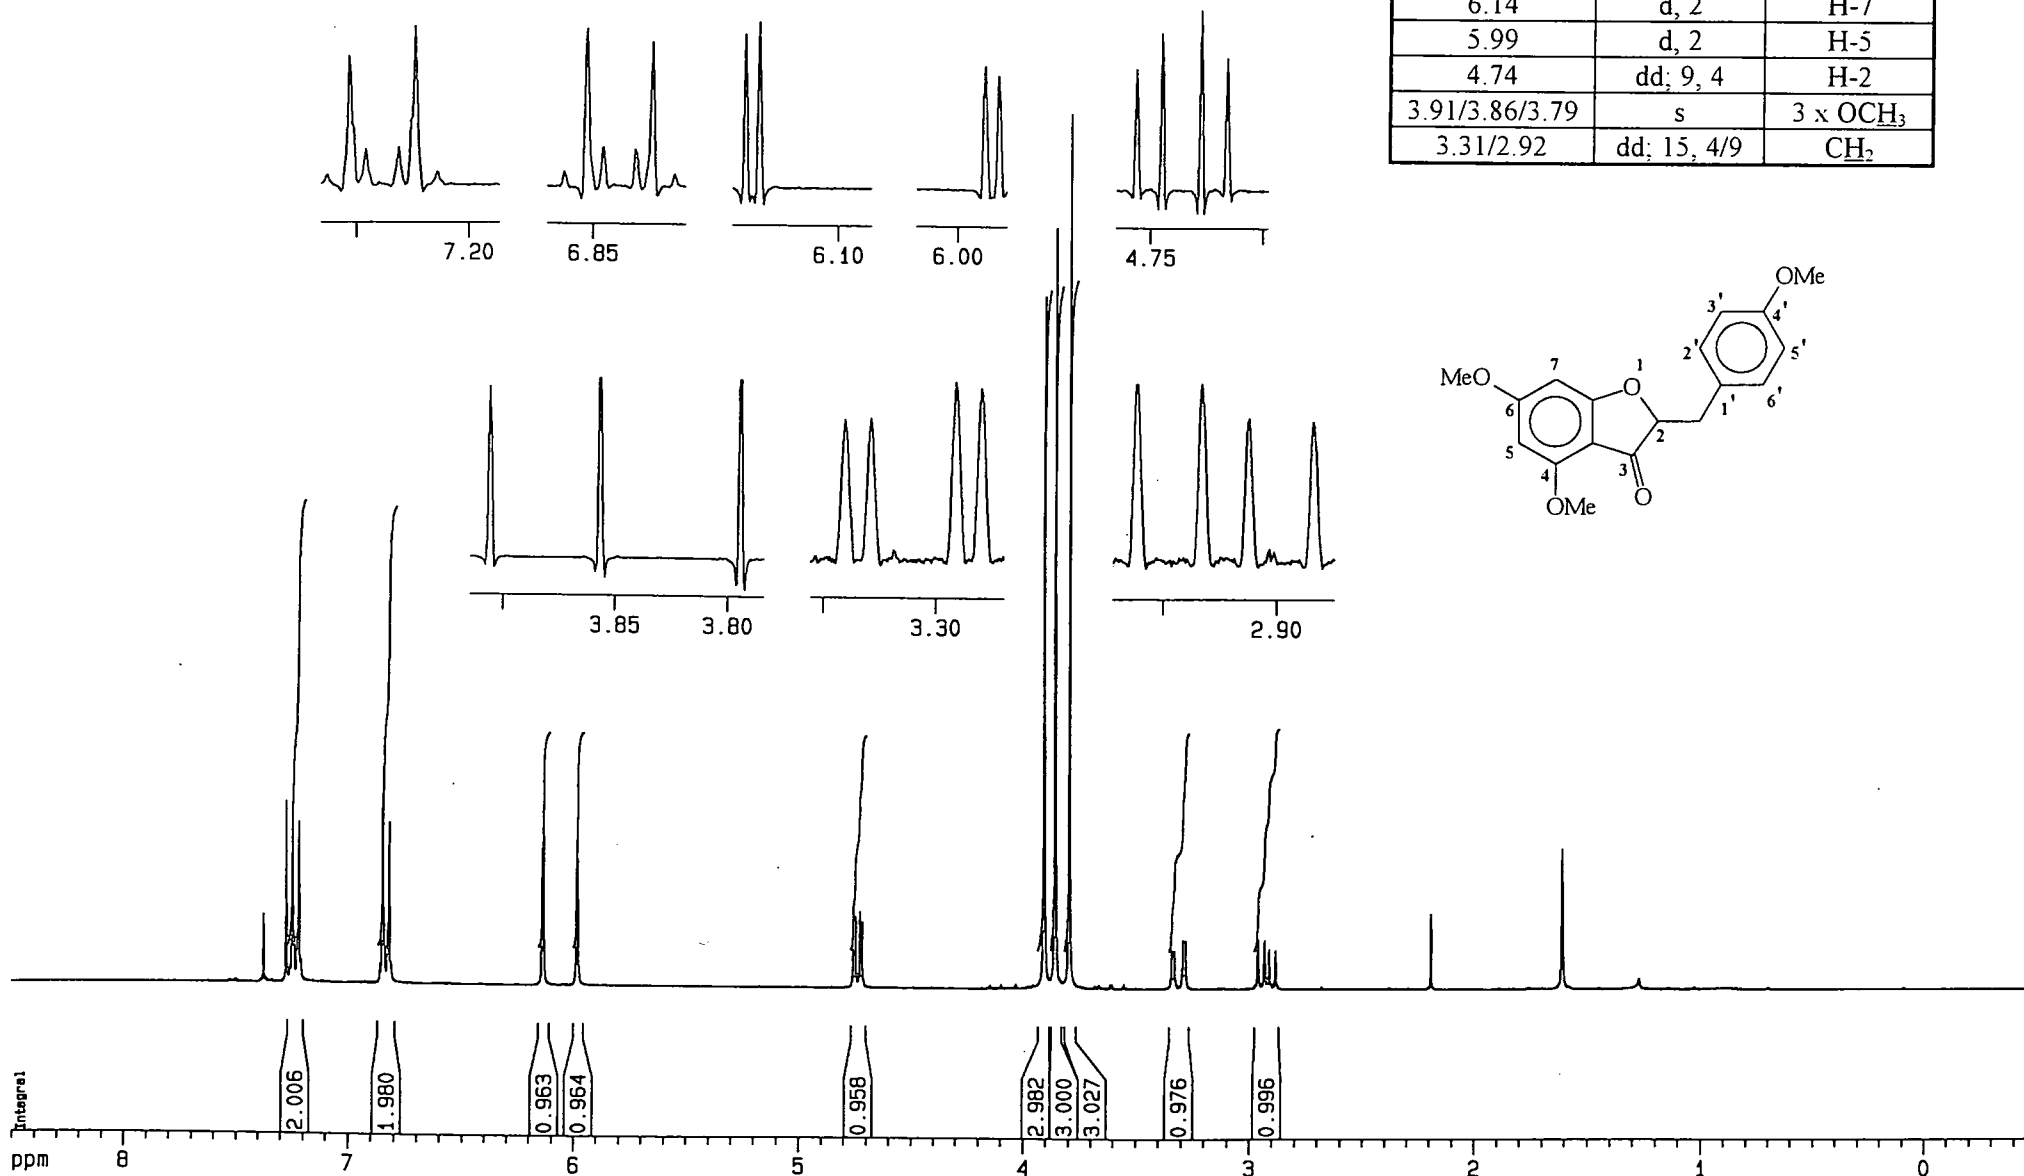 6.14 d, 2 H-7
5.99 d, 2 H-5
4.74 dd; 9, 4 H-2
3.91/3.86/3.79 s 3 x OCH₃
3.31/2.92 dd; 15, 4/9 CH₂
7.20 6.85 6.10 6.00 4.75
OMe
3' 4'
2' 5'
7 1
MeO O 6'
6 1'
2
5
4 3
OMe O
3.85 3.80 3.30 2.90
Integral
2.006 1.980 0.963 0.964 0.958 2.982 3.000 3.027 0.976 0.996
ppm 8 7 6 5 4 3 2 1 0